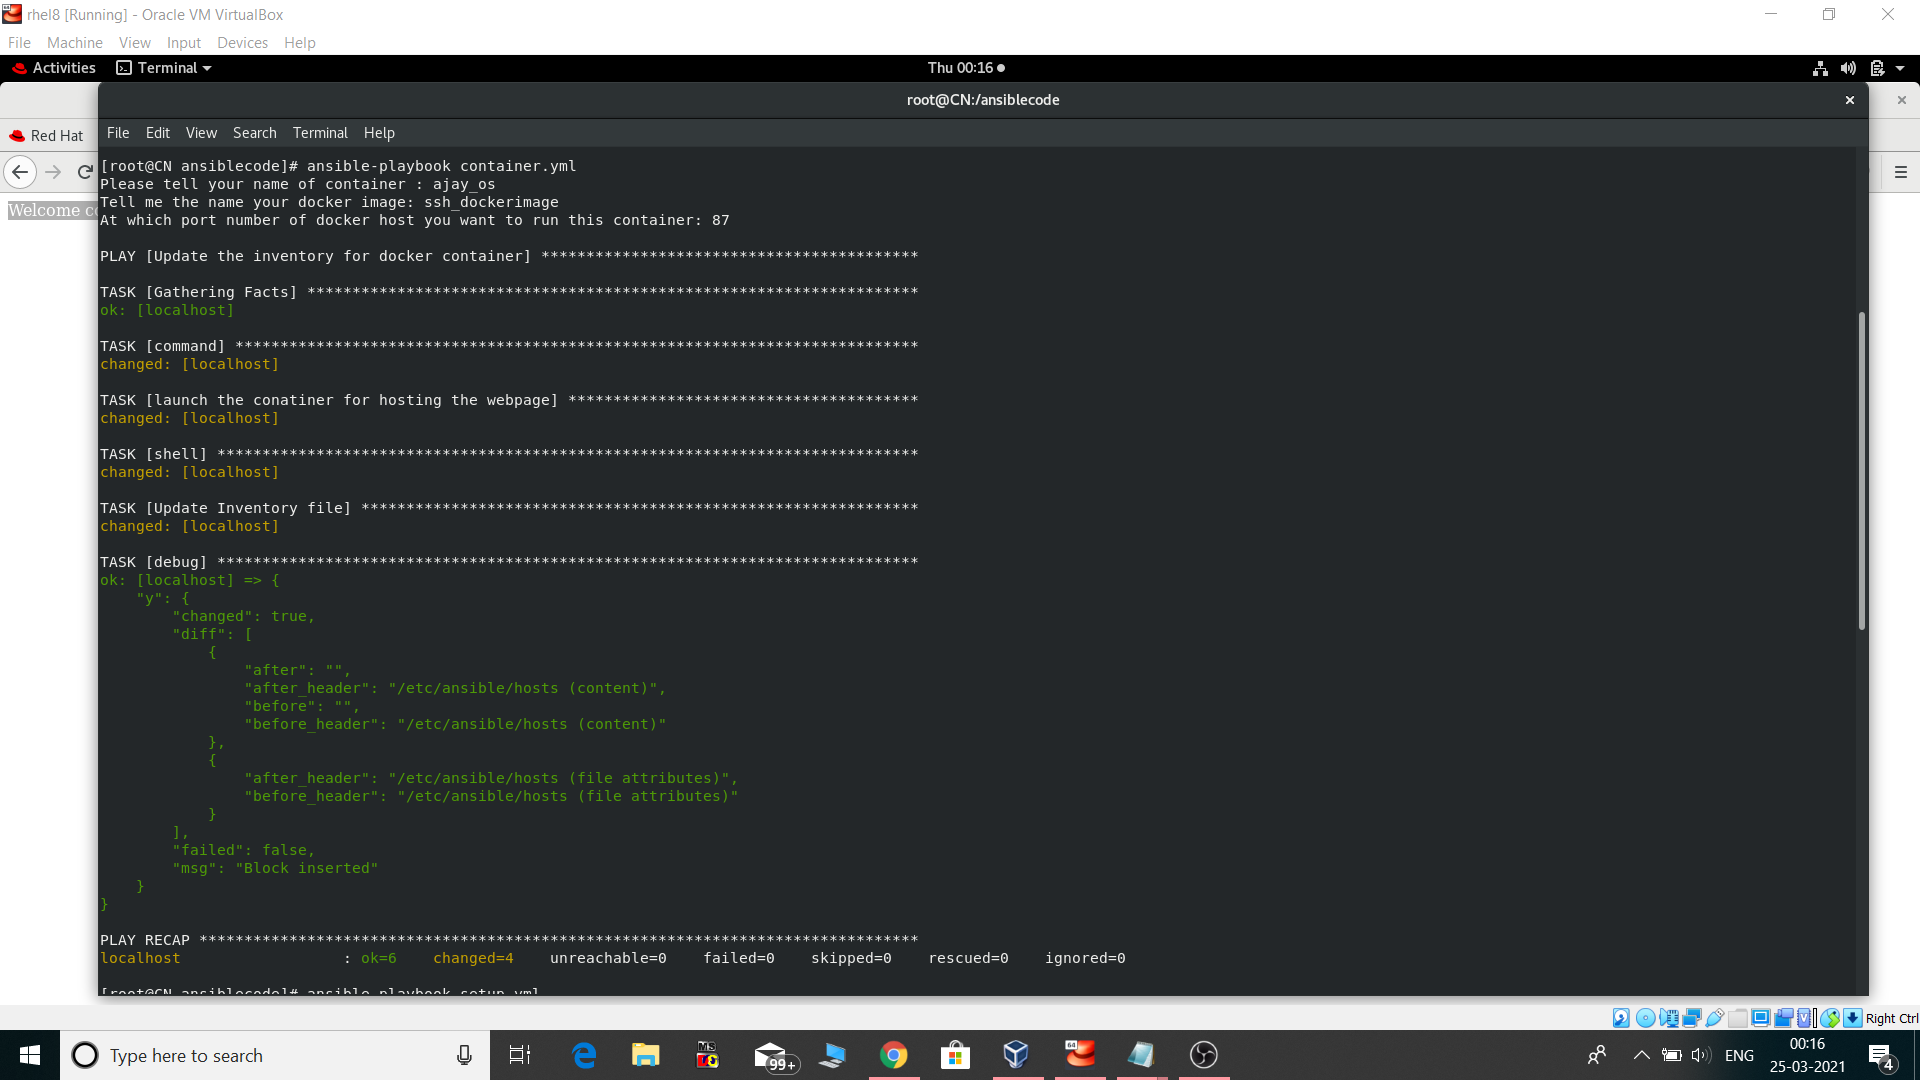 rhel8 [Running] - Oracle VM VirtualBox
File Machine View Input Devices Help
Activities Terminal Thu 00:16
root@CN:/ansiblecode
Red Hat
File Edit View Search Terminal Help
Welcome
[root@CN ansiblecode]# ansible-playbook container.yml
Please tell your name of container : ajay_os
Tell me the name your docker image: ssh_dockerimage
At which port number of docker host you want to run this container: 87
PLAY [Update the inventory for docker container] ******************************************
TASK [Gathering Facts] ********************************************************************
ok: [localhost]
TASK [command] ****************************************************************************
changed: [localhost]
TASK [launch the conatiner for hosting the webpage] ***************************************
changed: [localhost]
TASK [shell] ******************************************************************************
changed: [localhost]
TASK [Update Inventory file] **************************************************************
changed: [localhost]
TASK [debug] ******************************************************************************
ok: [localhost] => {
"y": {
"changed": true,
"diff": [
{
"after": "",
"after_header": "/etc/ansible/hosts (content)",
"before": "",
"before_header": "/etc/ansible/hosts (content)"
},
{
"after_header": "/etc/ansible/hosts (file attributes)",
"before_header": "/etc/ansible/hosts (file attributes)"
}
],
"failed": false,
"msg": "Block inserted"
}
}
PLAY RECAP ********************************************************************************
localhost : ok=6 changed=4 unreachable=0 failed=0 skipped=0 rescued=0 ignored=0
[root@CN ansiblecode]# ansible-playbook setup.yml
Right Ctrl
Type here to search
99+
ENG
00:16
25-03-2021
4